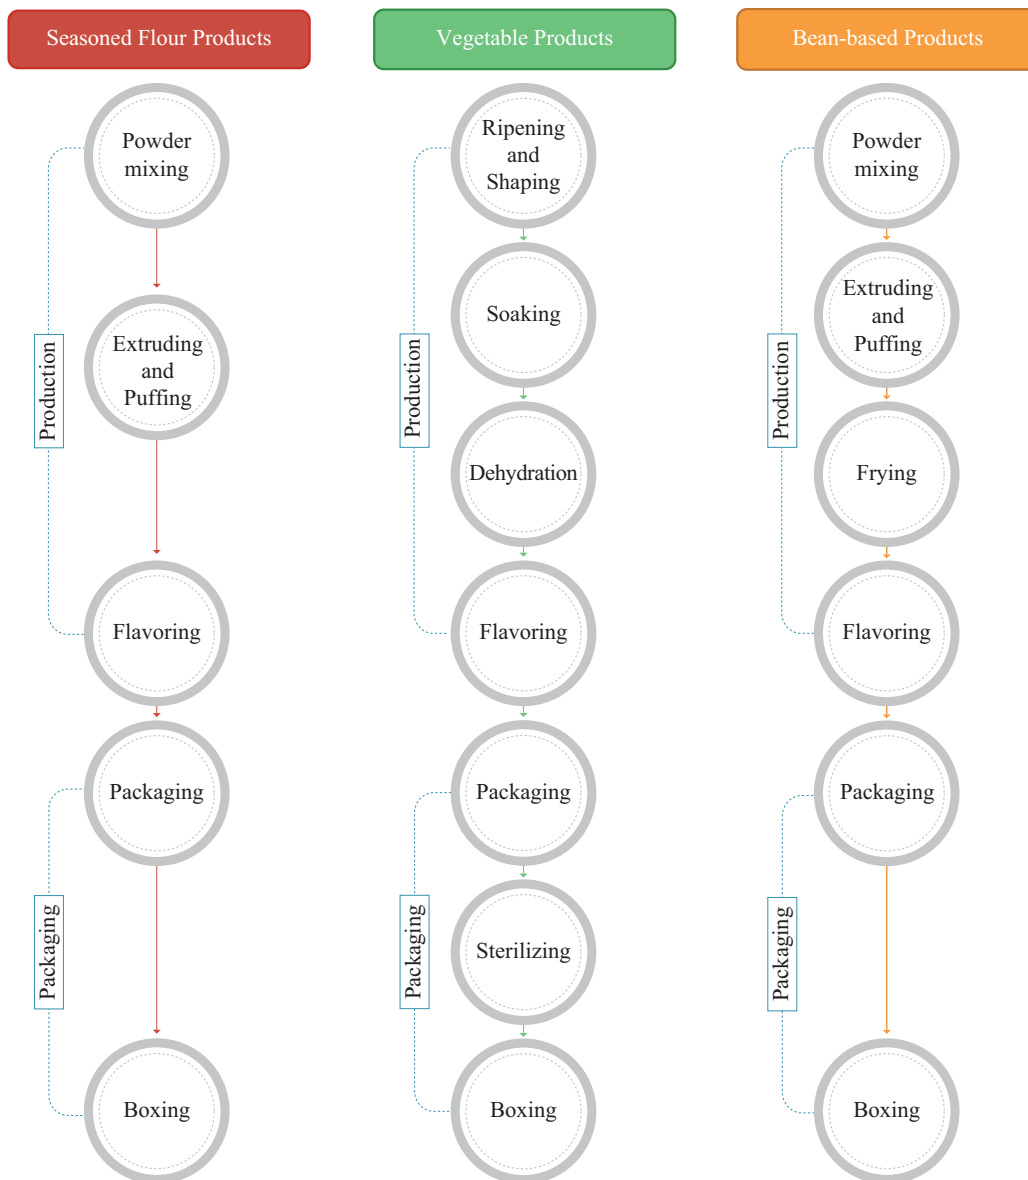 Seasoned Flour Products
Powder
mixing
Extruding
and
Puffing
Flavoring
Packaging
Boxing
Production
Packaging
Vegetable Products
Ripening
and
Shaping
Soaking
Dehydration
Flavoring
Packaging
Sterilizing
Boxing
Production
Packaging
Bean-based Products
Powder
mixing
Extruding
and
Puffing
Frying
Flavoring
Packaging
Boxing
Production
Packaging